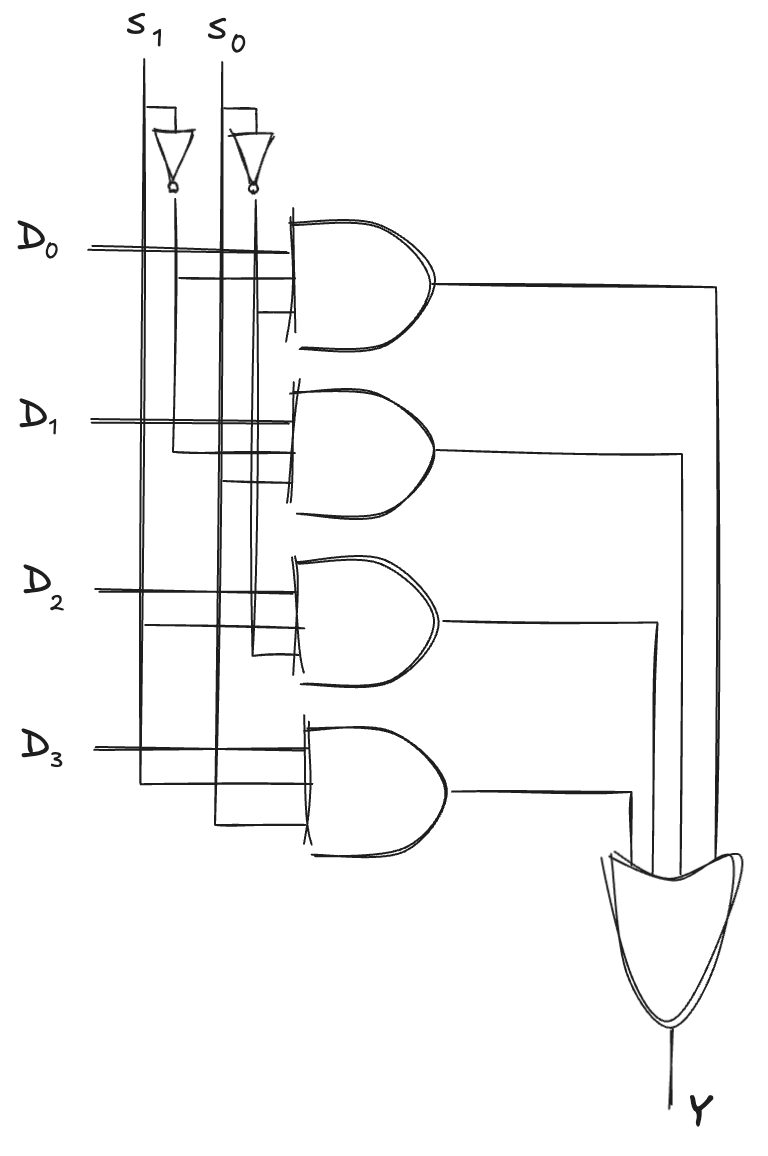 S₁ S₀
D₀
D₁
D₂
D₃
Y